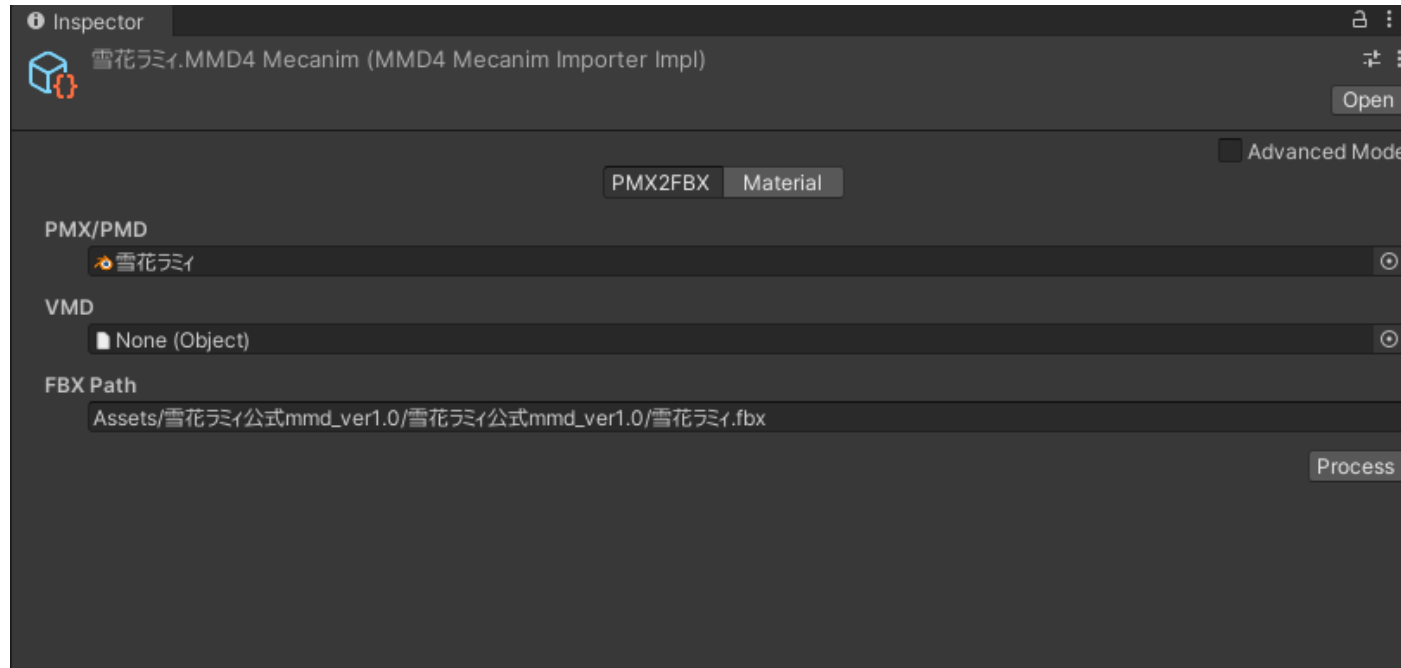 Inspector
雪花ラミィ.MMD4 Mecanim (MMD4 Mecanim Importer Impl)
Open
Advanced Mode
PMX2FBX Material
PMX/PMD
雪花ラミィ
VMD
None (Object)
FBX Path
Assets/雪花ラミィ公式mmd_ver1.0/雪花ラミィ公式mmd_ver1.0/雪花ラミィ.fbx
Process